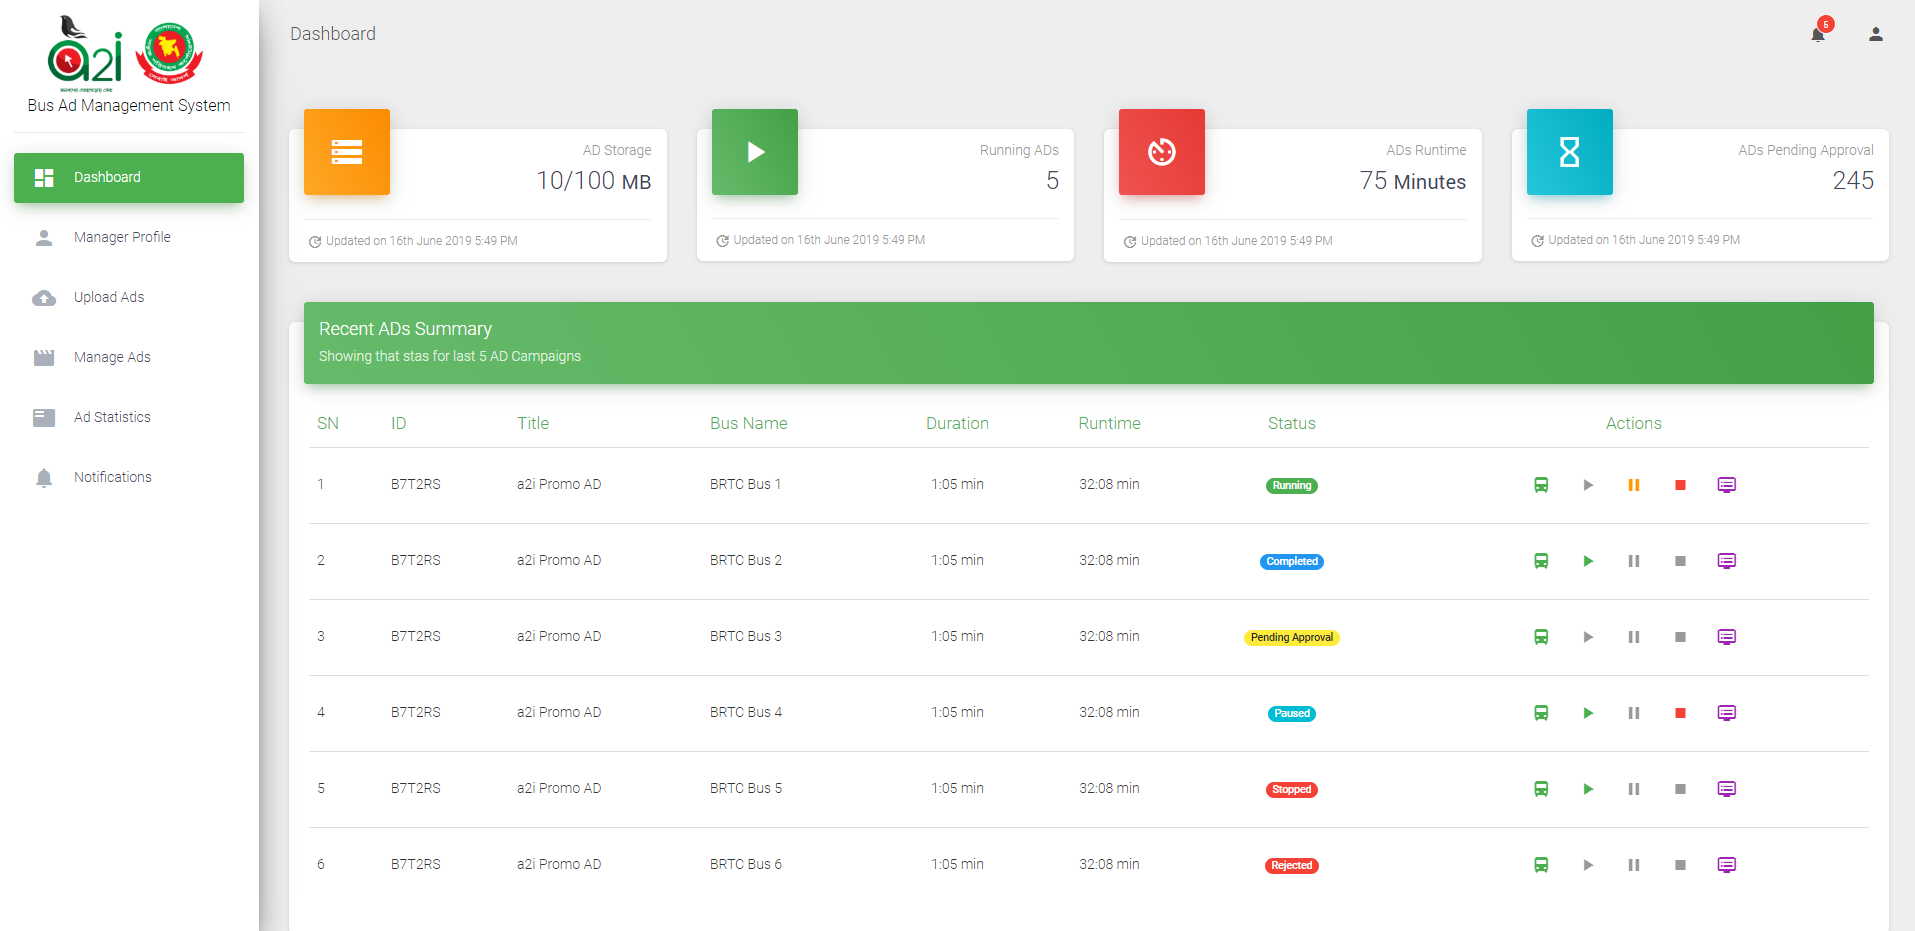 a2i
Bus Ad Management System
Dashboard
Manager Profile
Upload Ads
Manage Ads
Ad Statistics
Notifications
Dashboard
5
AD Storage
10/100 MB
Updated on 16th June 2019 5:49 PM
Running ADs
5
Updated on 16th June 2019 5:49 PM
ADs Runtime
75 Minutes
Updated on 16th June 2019 5:49 PM
ADs Pending Approval
245
Updated on 16th June 2019 5:49 PM
Recent ADs Summary
Showing that stas for last 5 AD Campaigns
SN ID Title Bus Name Duration Runtime Status Actions
1 B7T2RS a2i Promo AD BRTC Bus 1 1:05 min 32:08 min Running
2 B7T2RS a2i Promo AD BRTC Bus 2 1:05 min 32:08 min Completed
3 B7T2RS a2i Promo AD BRTC Bus 3 1:05 min 32:08 min Pending Approval
4 B7T2RS a2i Promo AD BRTC Bus 4 1:05 min 32:08 min Paused
5 B7T2RS a2i Promo AD BRTC Bus 5 1:05 min 32:08 min Stopped
6 B7T2RS a2i Promo AD BRTC Bus 6 1:05 min 32:08 min Rejected